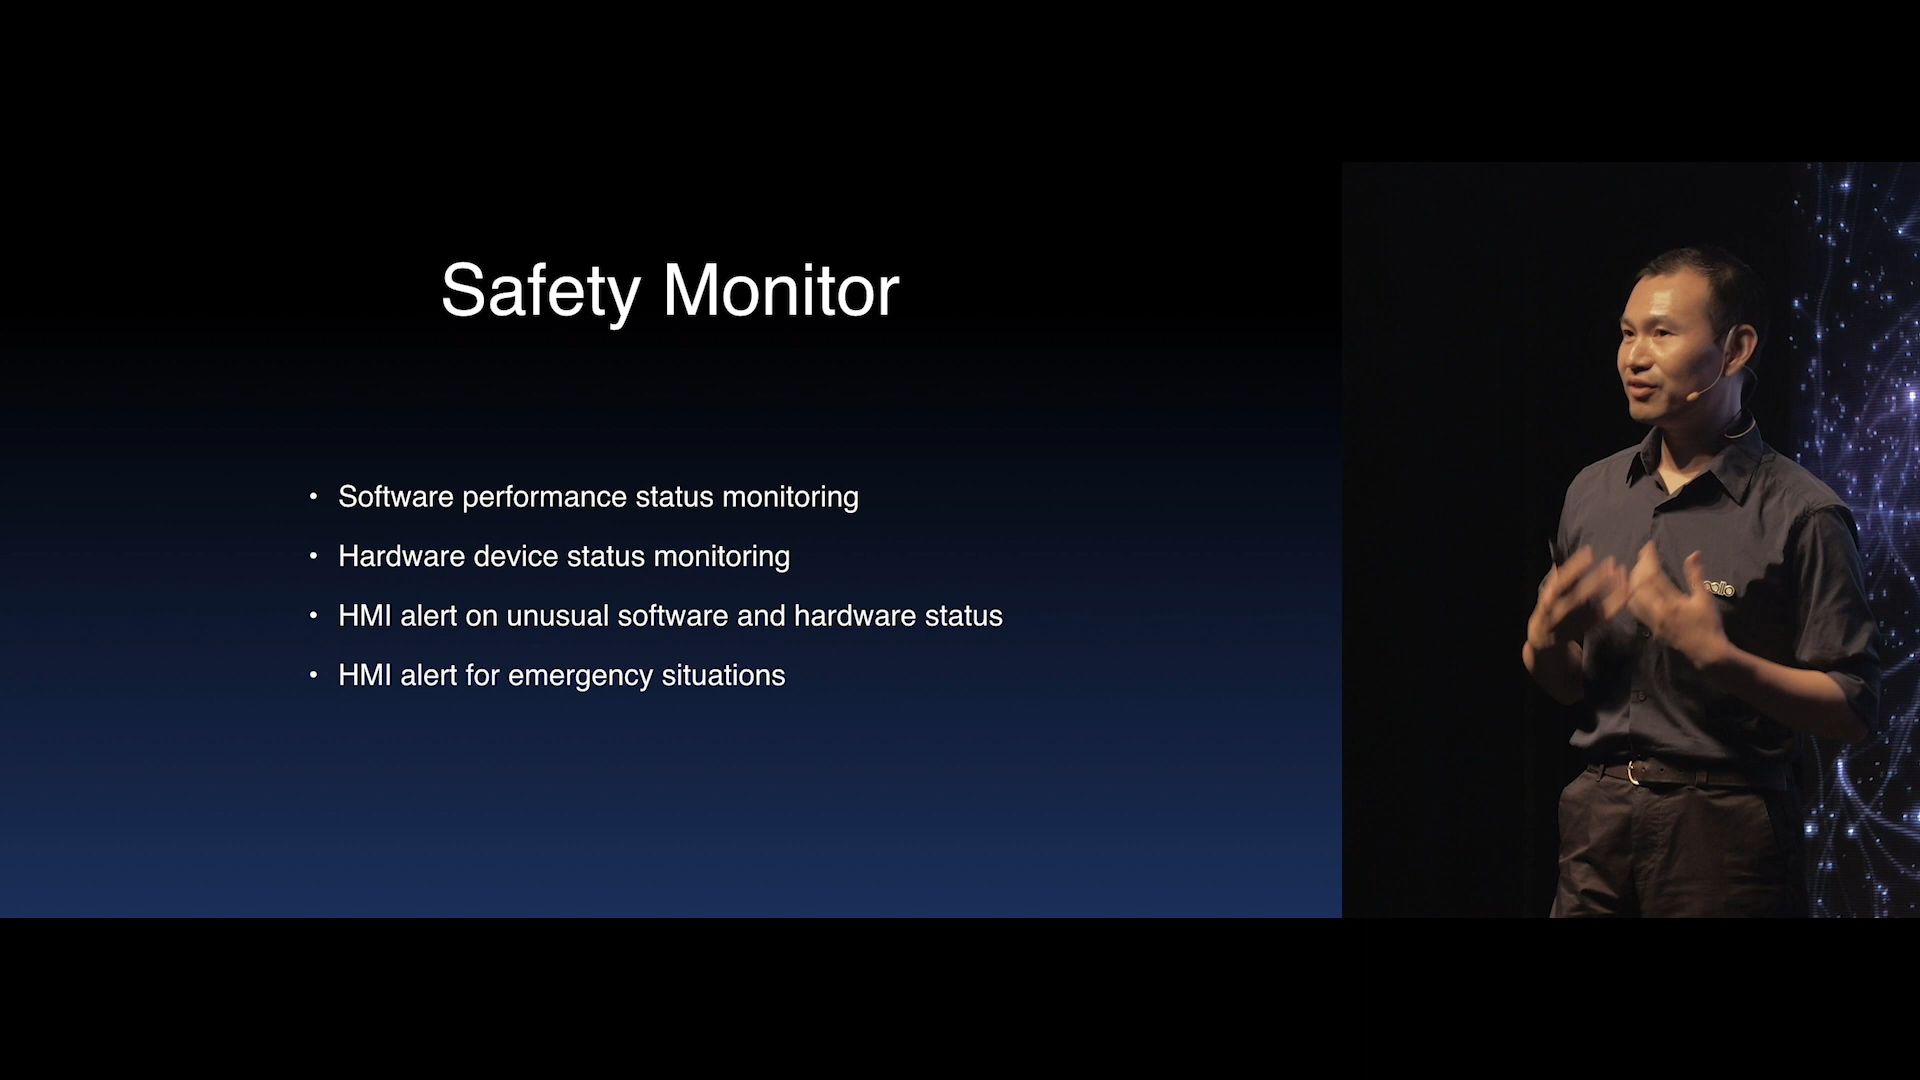 Safety Monitor
• Software performance status monitoring
• Hardware device status monitoring
• HMI alert on unusual software and hardware status
• HMI alert for emergency situations